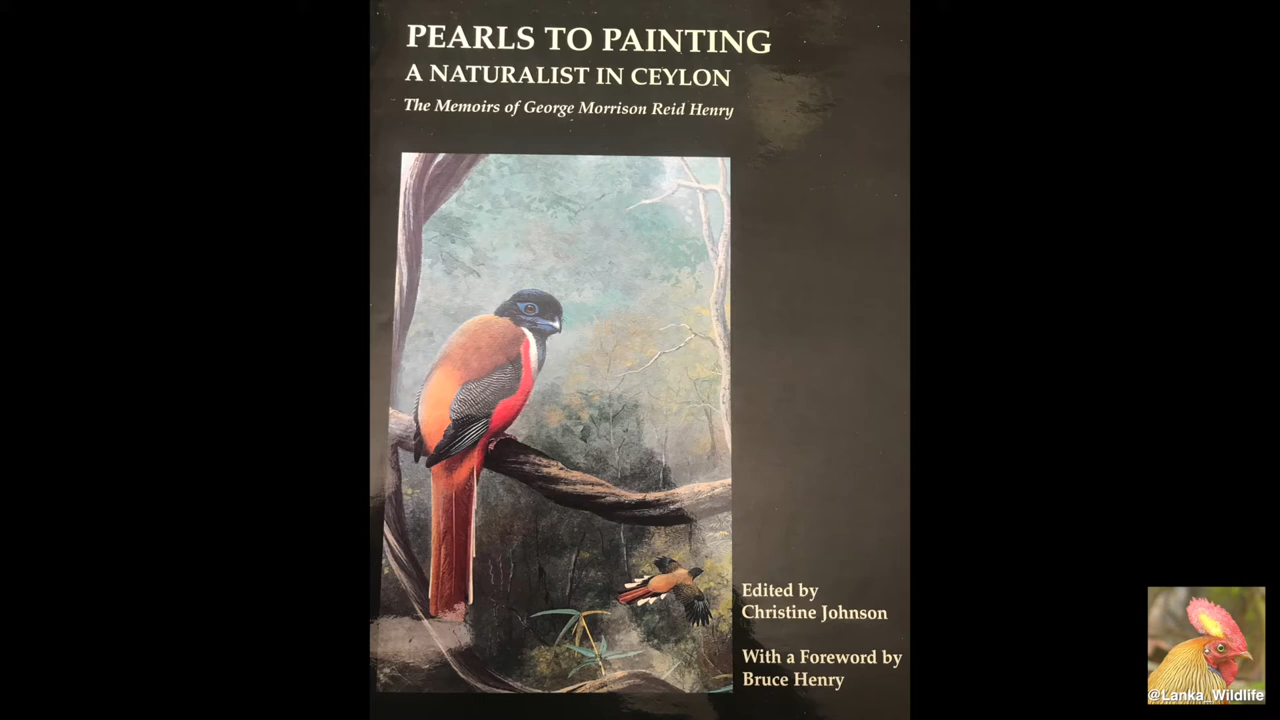 PEARLS TO PAINTING
A NATURALIST IN CEYLON
The Memoirs of George Morrison Reid Henry
Edited by
Christine Johnson
With a Foreword by
Bruce Henry
@Lanka_Wildlife